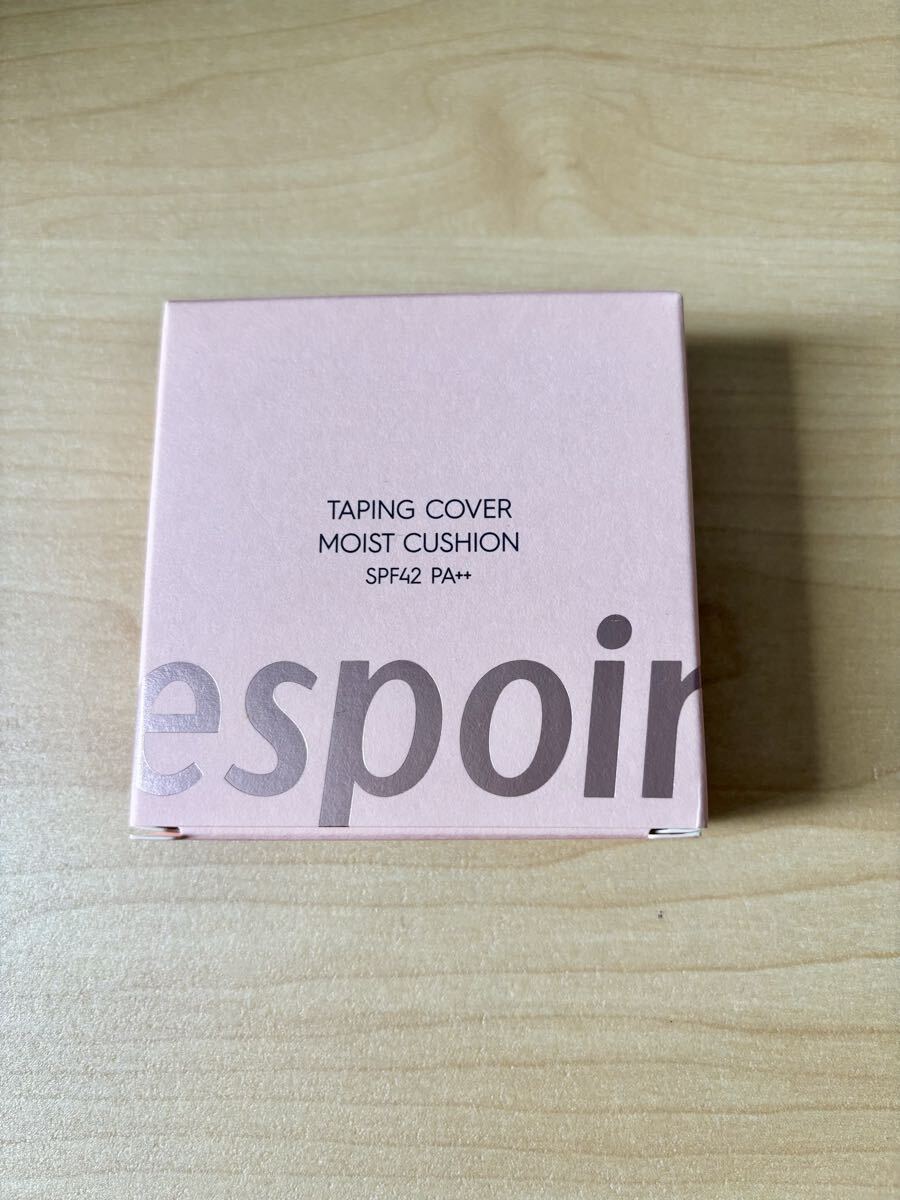 TAPING COVER
MOIST CUSHION
SPF42 PA++
espoir